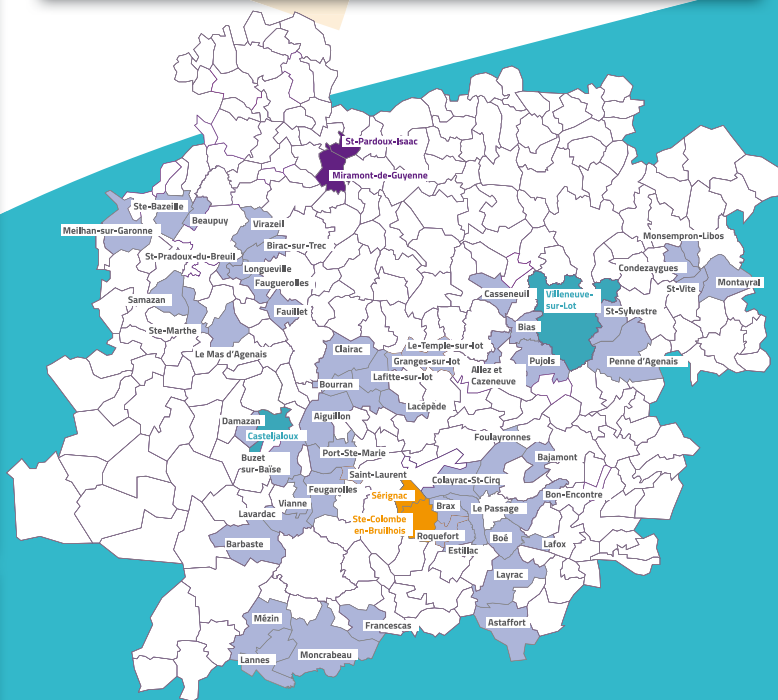 St-Pardoux-Isaac
Miramont-de-Guyenne
Ste-Bazeille
Beaupuy
Meilhan-sur-Garonne
Virazeil
Birac-sur-Trec
St-Pradoux-du-Breuil
Longueville
Fauguerolles
Samazan
Fauillet
Ste-Marthe
Le Mas d'Agenais
Monsempron-Libos
Condezaygues
St-Vite
Montayral
Casseneuil
Villeneuve-
sur-Lot
St-Sylvestre
Bias
Pujols
Penne d'Agenais
Clairac
Le-Temple-sur-lot
Granges-sur-lot
Allez et
Cazeneuve
Lafitte-sur-lot
Bourran
Lacépède
Aiguillon
Damazan
Casteljaloux
Foulayronnes
Buzet
sur-Baïse
Port-Ste-Marie
Bajamont
Saint-Laurent
Colayrac-St-Cirq
Feugarolles
Sérignac
Bon-Encontre
Vianne
Brax
Le Passage
Lavardac
Ste-Colombe
en-Bruilhois
Roquefort
Boé
Lafox
Barbaste
Estillac
Layrac
Mézin
Francescas
Astaffort
Lannes
Moncrabeau